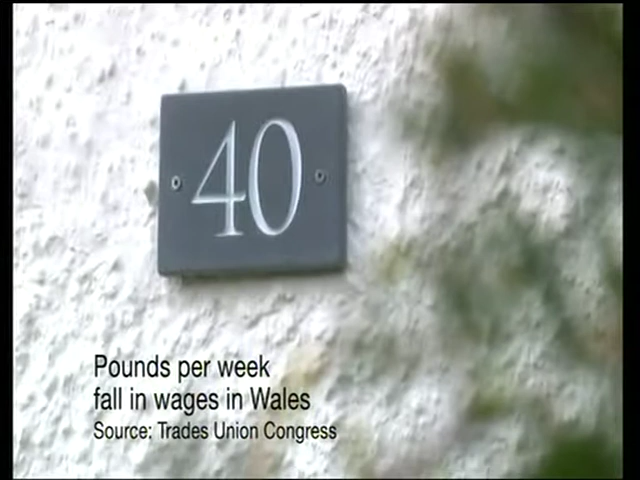 40
Pounds per week
fall in wages in Wales
Source: Trades Union Congress